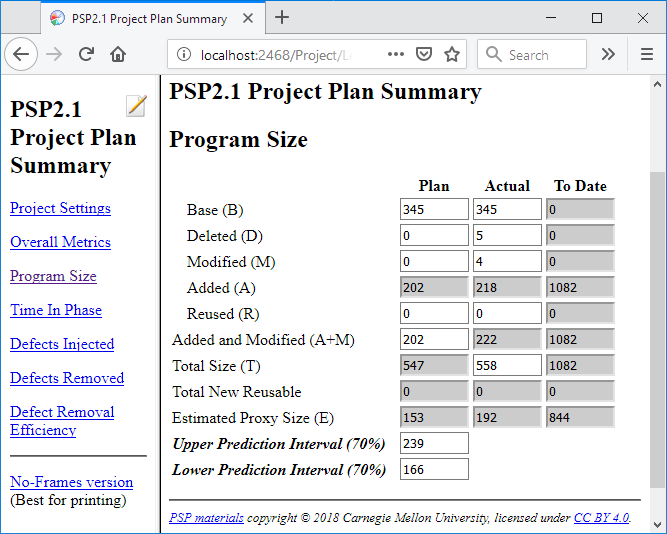 PSP2.1 Project Plan Summary
localhost:2468/Project/L
Search
PSP2.1
Project Plan
Summary
Project Settings
Overall Metrics
Program Size
Time In Phase
Defects Injected
Defects Removed
Defect Removal
Efficiency
No-Frames version
(Best for printing)
PSP2.1 Project Plan Summary
Program Size
Plan Actual To Date
Base (B) 345 345 0
Deleted (D) 0 5 0
Modified (M) 0 4 0
Added (A) 202 218 1082
Reused (R) 0 0 0
Added and Modified (A+M) 202 222 1082
Total Size (T) 547 558 1082
Total New Reusable 0 0 0
Estimated Proxy Size (E) 153 192 844
Upper Prediction Interval (70%) 239
Lower Prediction Interval (70%) 166
PSP materials copyright © 2018 Carnegie Mellon University, licensed under CC BY 4.0.